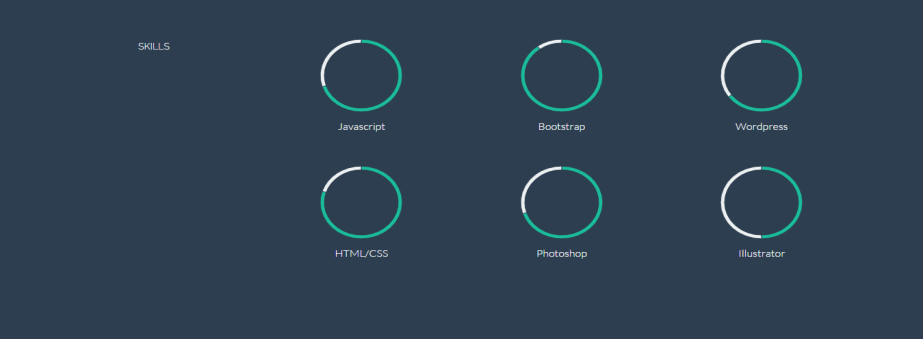 SKILLS
Javascript
Bootstrap
Wordpress
HTML/CSS
Photoshop
Illustrator